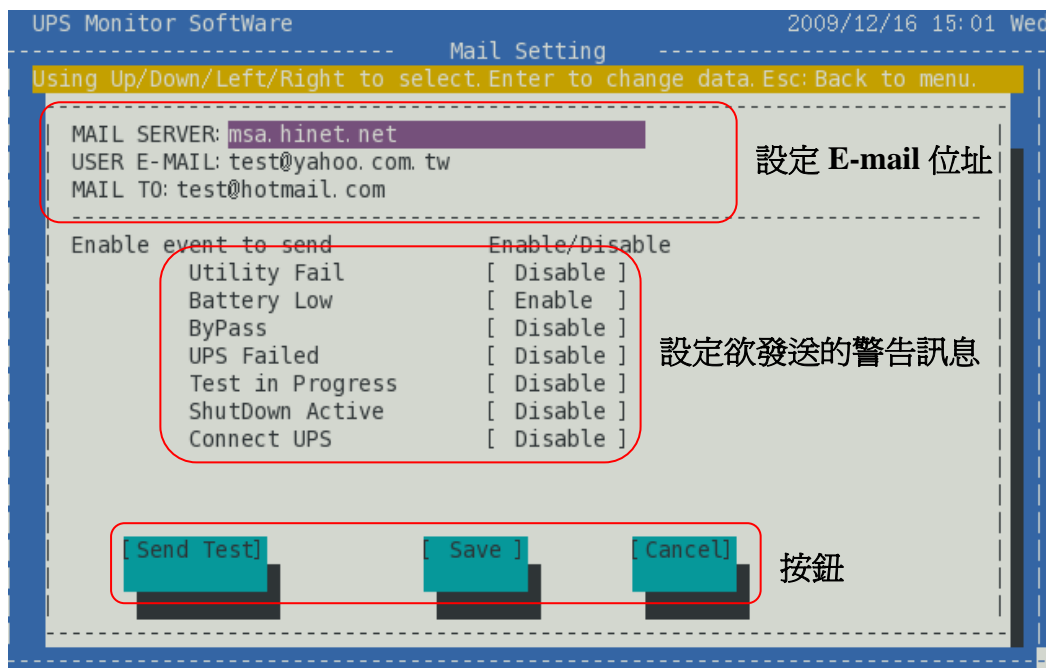 UPS Monitor SoftWare 2009/12/16 15:01 Wed
Mail Setting
Using Up/Down/Left/Right to select.Enter to change data.Esc:Back to menu.
MAIL SERVER: msa.hinet.net
USER E-MAIL: test@yahoo.com.tw
MAIL TO: test@hotmail.com
設定 E-mail 位址
Enable event to send Enable/Disable
Utility Fail [ Disable ]
Battery Low [ Enable ]
ByPass [ Disable ]
UPS Failed [ Disable ]
Test in Progress [ Disable ]
ShutDown Active [ Disable ]
Connect UPS [ Disable ]
設定欲發送的警告訊息
[Send Test] [ Save ] [Cancel]
按鈕